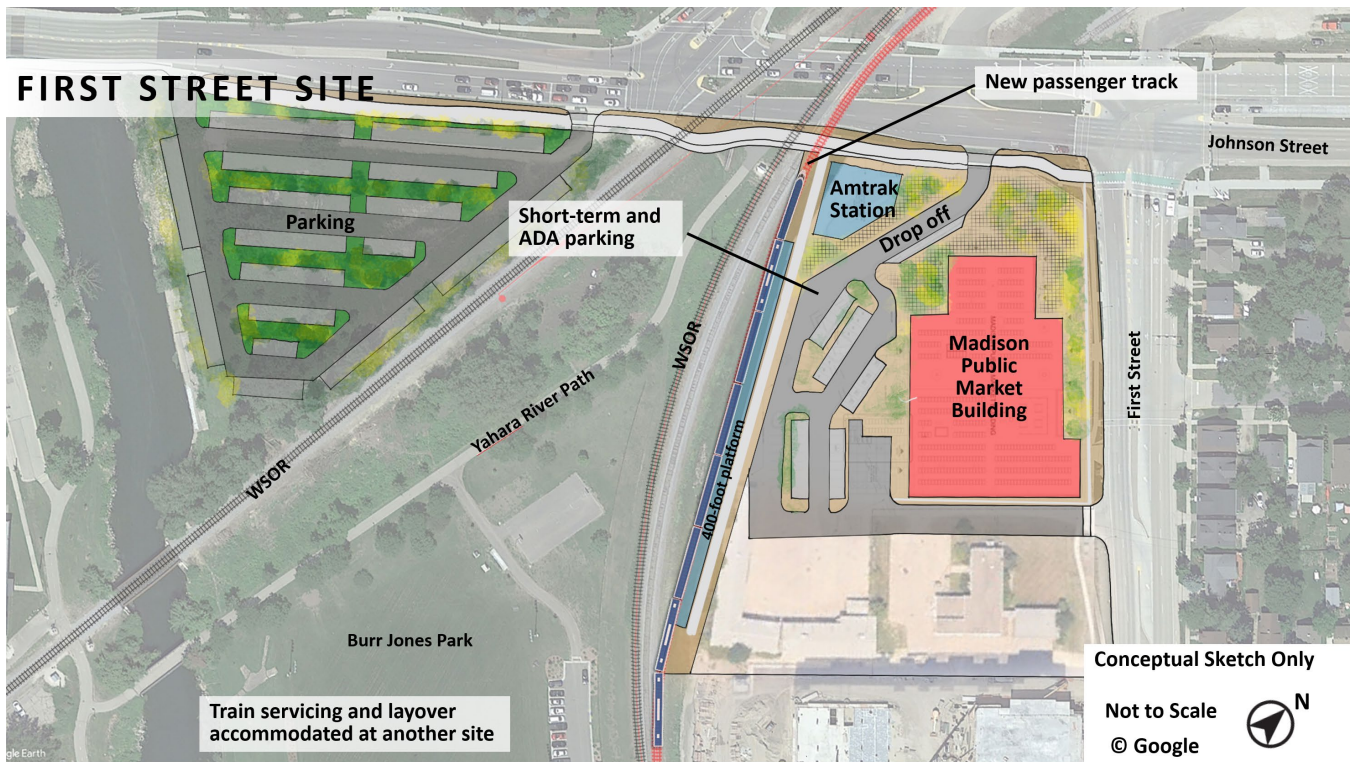 FIRST STREET SITE
New passenger track
Johnson Street
Amtrak
Station
Short-term and
ADA parking
Parking
Drop off
WSOR
Madison
Public
Market
Building
First Street
Yahara River Path
WSOR
400-foot platform
Burr Jones Park
Conceptual Sketch Only
Train servicing and layover
accommodated at another site
Not to Scale
N
© Google
gle Earth